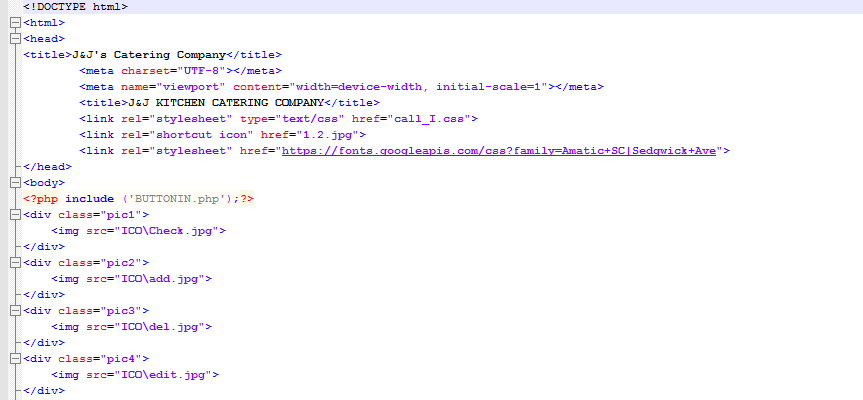 <!DOCTYPE html>
<html>
<head>
<title>J&J's Catering Company</title>
<meta charset="UTF-8"></meta>
<meta name="viewport" content="width=device-width, initial-scale=1"></meta>
<title>J&J KITCHEN CATERING COMPANY</title>
<link rel="stylesheet" type="text/css" href="call_I.css">
<link rel="shortcut icon" href="1.2.jpg">
<link rel="stylesheet" href="https://fonts.googleapis.com/css?family=Amatic+SC|Sedgwick+Ave">
</head>
<body>
<?php include ('BUTTONIN.php');?>
<div class="pic1">
<img src="ICO\Check.jpg">
</div>
<div class="pic2">
<img src="ICO\add.jpg">
</div>
<div class="pic3">
<img src="ICO\del.jpg">
</div>
<div class="pic4">
<img src="ICO\edit.jpg">
</div>